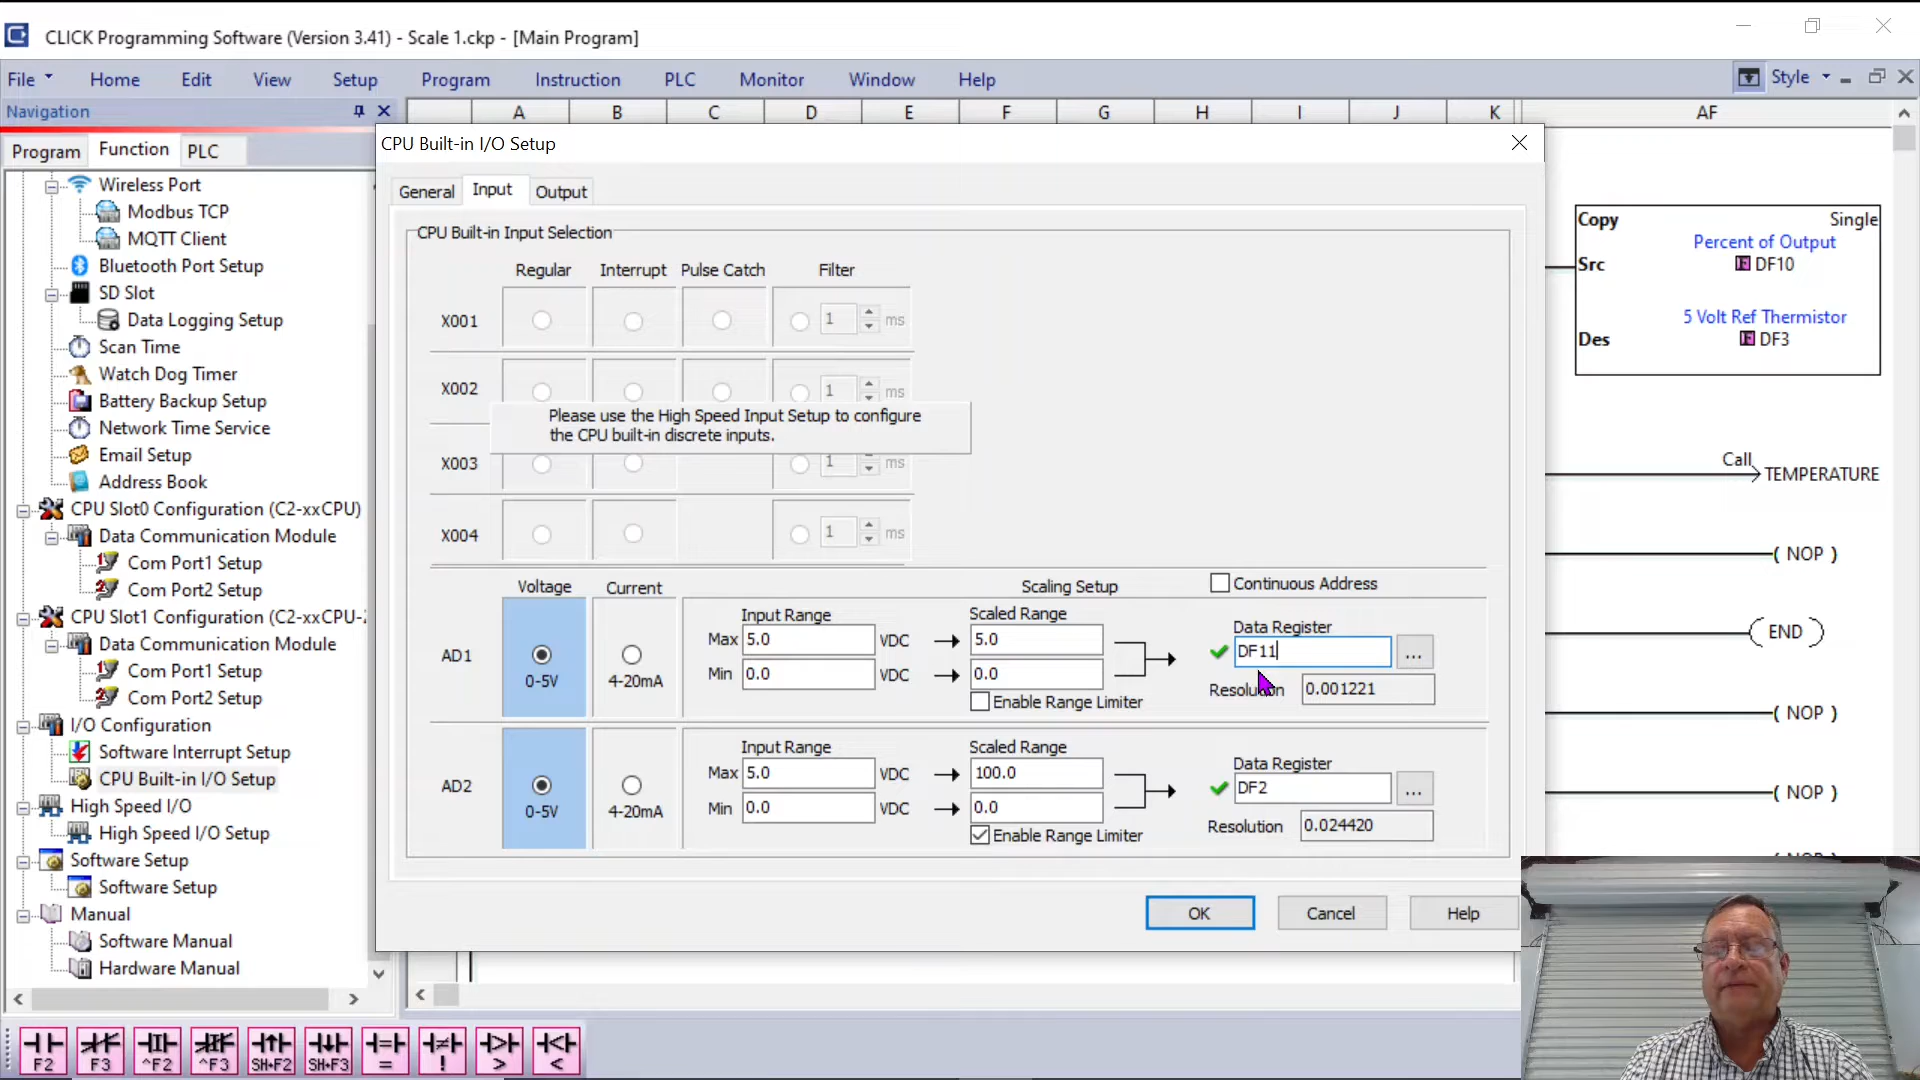 CLICK Programming Software (Version 3.41) - Scale 1.ckp - [Main Program]
File Home Edit View Setup Program Instruction PLC Monitor Window Help Style
Navigation
A B C D E F G H I J K AF
Program Function PLC
Wireless Port
Modbus TCP
MQTT Client
Bluetooth Port Setup
SD Slot
Data Logging Setup
Scan Time
Watch Dog Timer
Battery Backup Setup
Network Time Service
Email Setup
Address Book
CPU Slot0 Configuration (C2-xxCPU)
Data Communication Module
Com Port1 Setup
Com Port2 Setup
CPU Slot1 Configuration (C2-xxCPU-
Data Communication Module
Com Port1 Setup
Com Port2 Setup
I/O Configuration
Software Interrupt Setup
CPU Built-in I/O Setup
High Speed I/O
High Speed I/O Setup
Software Setup
Software Setup
Manual
Software Manual
Hardware Manual
CPU Built-in I/O Setup
General Input Output
CPU Built-in Input Selection
Regular Interrupt Pulse Catch Filter
X001 1 ms
X002 1 ms
Please use the High Speed Input Setup to configure
the CPU built-in discrete inputs.
X003 1 ms
X004 1 ms
Voltage Current Scaling Setup Continuous Address
Input Range Scaled Range Data Register
AD1 0-5V 4-20mA
Max 5.0 VDC 5.0 DF11 ...
Min 0.0 VDC 0.0 Resolution 0.001221
Enable Range Limiter
Input Range Scaled Range Data Register
AD2 0-5V 4-20mA
Max 5.0 VDC 100.0 DF2 ...
Min 0.0 VDC 0.0 Resolution 0.024420
Enable Range Limiter
OK Cancel Help
Copy Single
Percent of Output
Src DF10
5 Volt Ref Thermistor
Des DF3
Call
TEMPERATURE
( NOP )
( END )
( NOP )
( NOP )
F2 F3 ^F2 ^F3 SH+F2 SH+F3 = ! > <